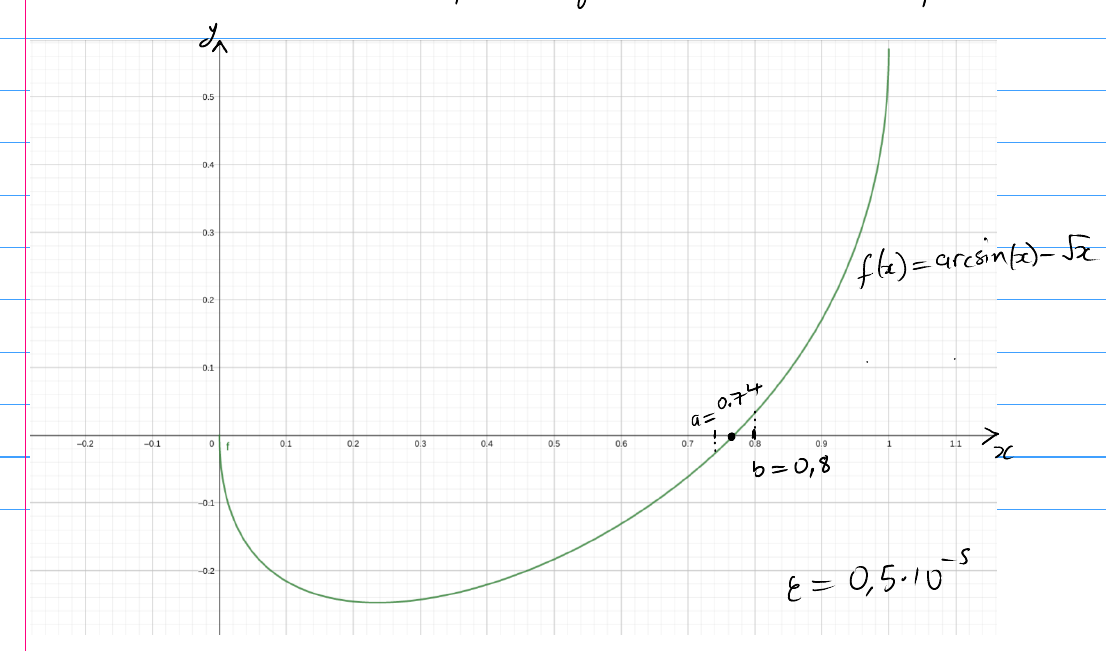 y
0.5
0.4
0.3
f(x) = arcsin(x) - √x
0.2
0.1
a = 0.74
-0.2 -0.1 0 0.1 0.2 0.3 0.4 0.5 0.6 0.7 0.8 0.9 1 1.1
x
f
b = 0,8
-0.1
-0.2
ε = 0,5·10^-5